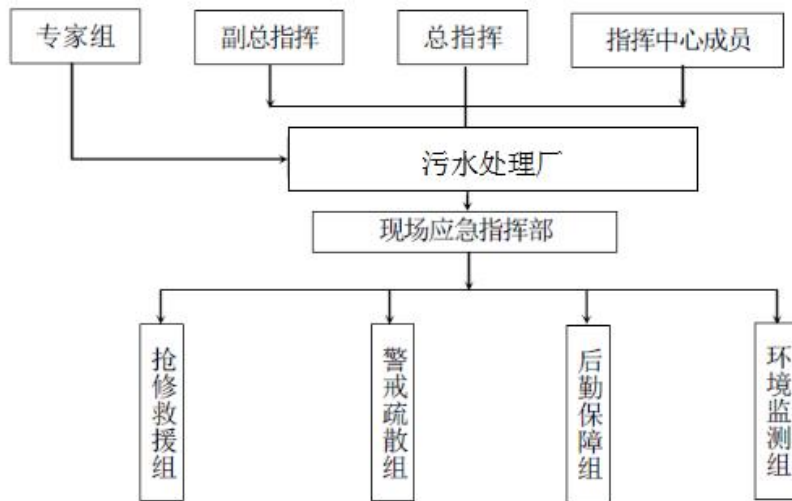 专家组
副总指挥
总指挥
指挥中心成员
污水处理厂
现场应急指挥部
抢修救援组
警戒疏散组
后勤保障组
环境监测组